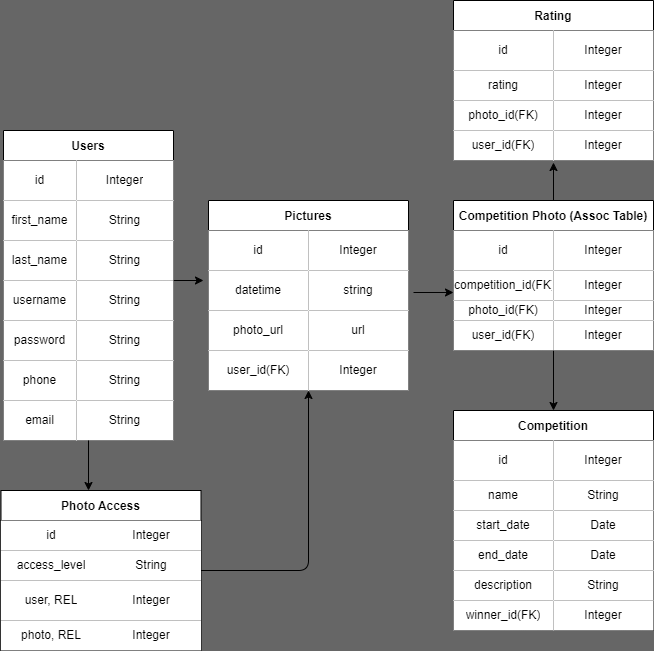 Users
id Integer
first_name String
last_name String
username String
password String
phone String
email String
Photo Access
id Integer
access_level String
user, REL Integer
photo, REL Integer
Pictures
id Integer
datetime string
photo_url url
user_id(FK) Integer
Rating
id Integer
rating Integer
photo_id(FK) Integer
user_id(FK) Integer
Competition Photo (Assoc Table)
id Integer
competition_id(FK Integer
photo_id(FK) Integer
user_id(FK) Integer
Competition
id Integer
name String
start_date Date
end_date Date
description String
winner_id(FK) Integer